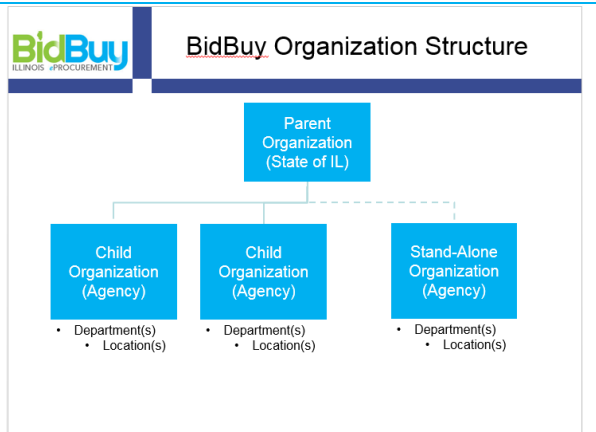 BidBuy
ILLINOIS ePROCUREMENT
BidBuy Organization Structure
Parent
Organization
(State of IL)
Child
Organization
(Agency)
• Department(s)
• Location(s)
Child
Organization
(Agency)
• Department(s)
• Location(s)
Stand-Alone
Organization
(Agency)
• Department(s)
• Location(s)